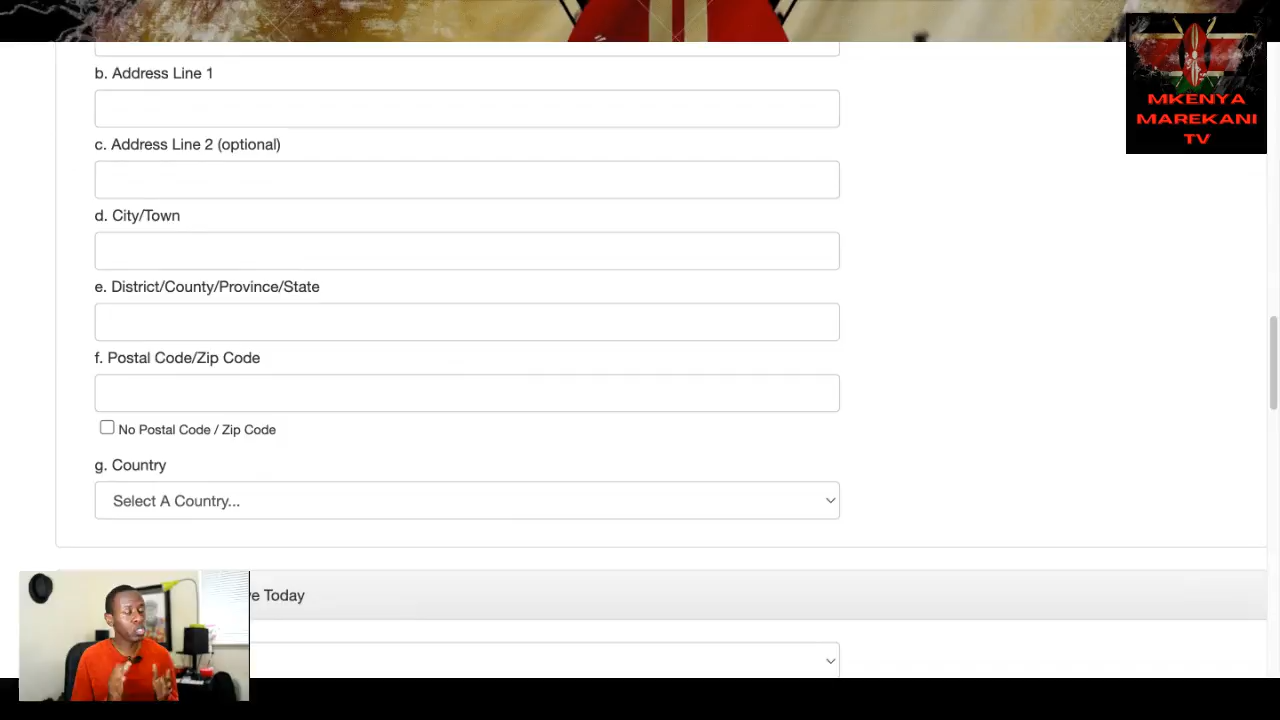 MKENYA
MAREKANI
TV
b. Address Line 1
c. Address Line 2 (optional)
d. City/Town
e. District/County/Province/State
f. Postal Code/Zip Code
No Postal Code / Zip Code
g. Country
Select A Country...
Today